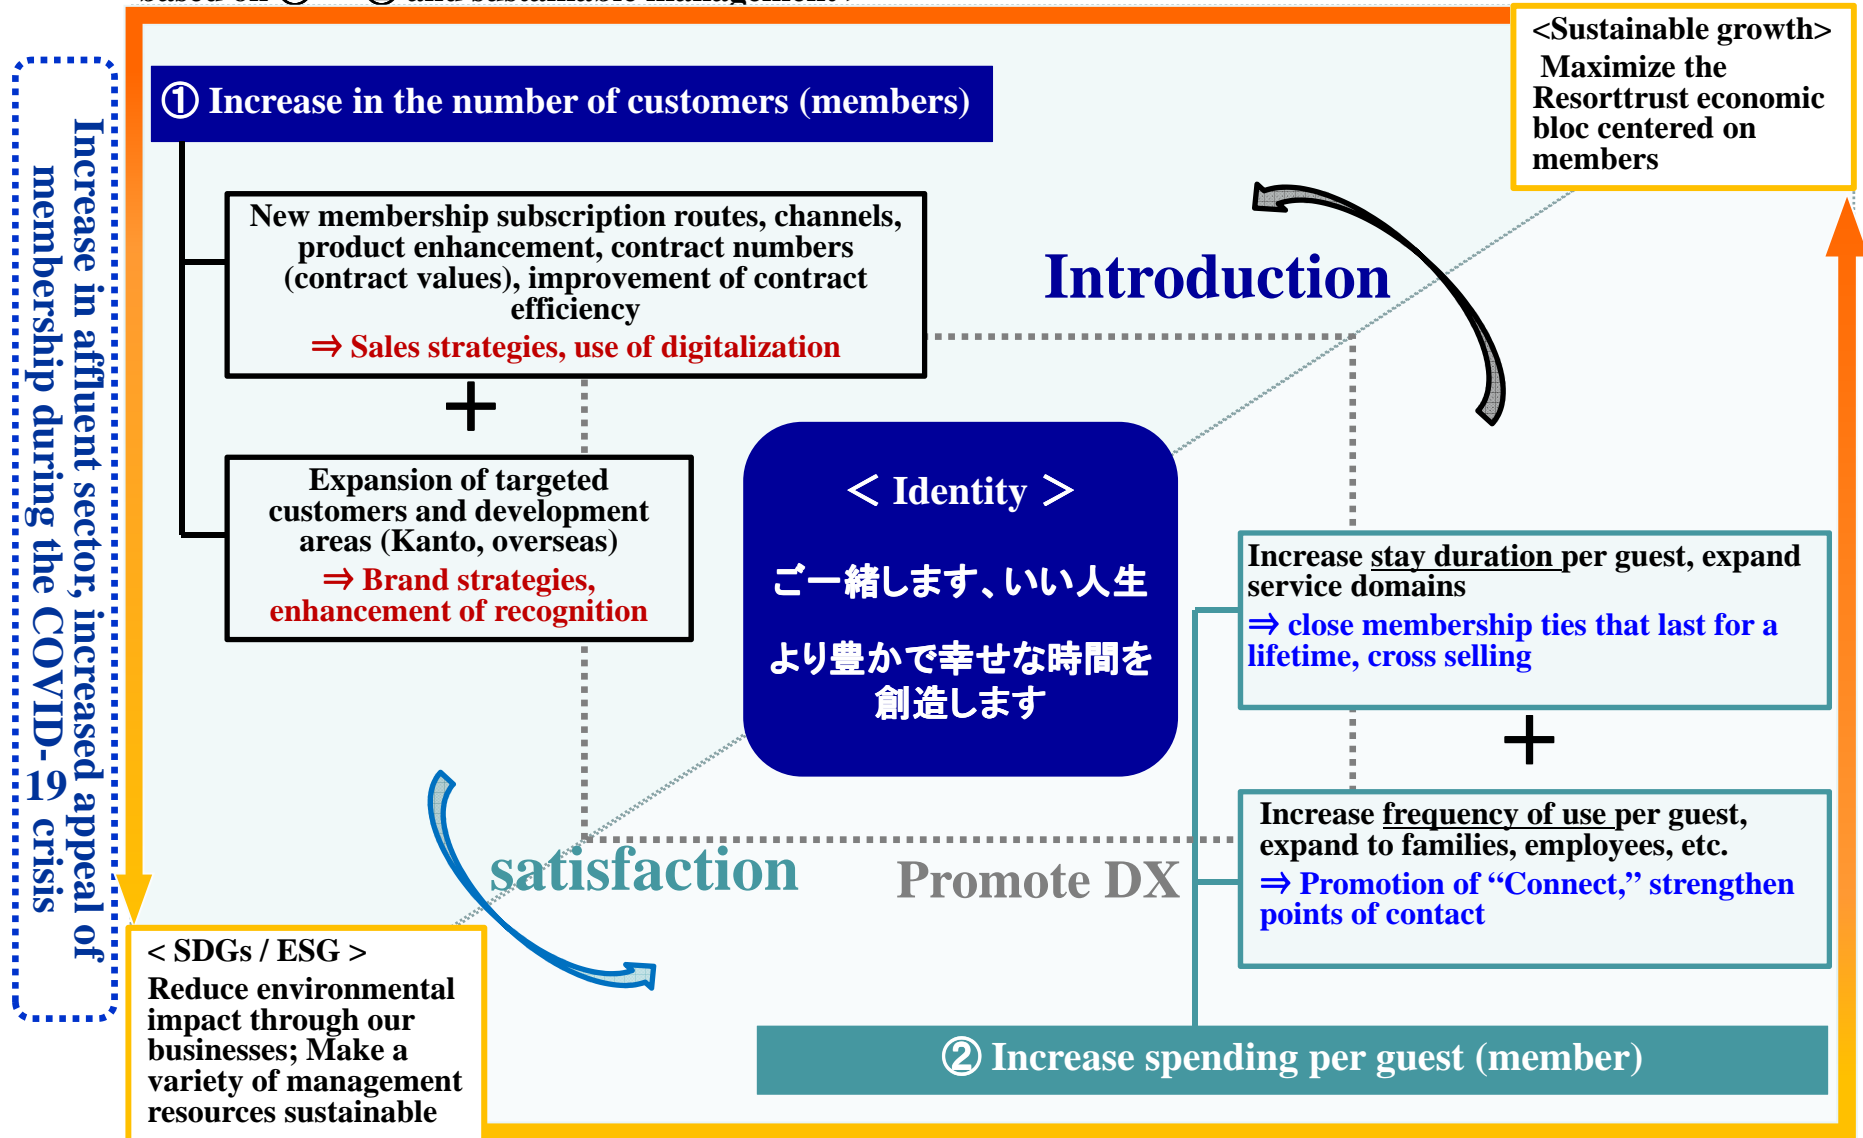 based on ① and sustainable management
<Sustainable growth>
Maximize the
Resorttrust economic
bloc centered on
members
① Increase in the number of customers (members)
Increase in affluent sector, increased appeal of
membership during the COVID-19 crisis
New membership subscription routes, channels,
product enhancement, contract numbers
(contract values), improvement of contract
efficiency
⇒ Sales strategies, use of digitalization
+
Expansion of targeted
customers and development
areas (Kanto, overseas)
⇒ Brand strategies,
enhancement of recognition
Introduction
< Identity >
ご一緒します、いい人生
より豊かで幸せな時間を
創造します
Increase stay duration per guest, expand
service domains
⇒ close membership ties that last for a
lifetime, cross selling
+
Increase frequency of use per guest,
expand to families, employees, etc.
⇒ Promotion of “Connect,” strengthen
points of contact
satisfaction
Promote DX
< SDGs / ESG >
Reduce environmental
impact through our
businesses; Make a
variety of management
resources sustainable
② Increase spending per guest (member)